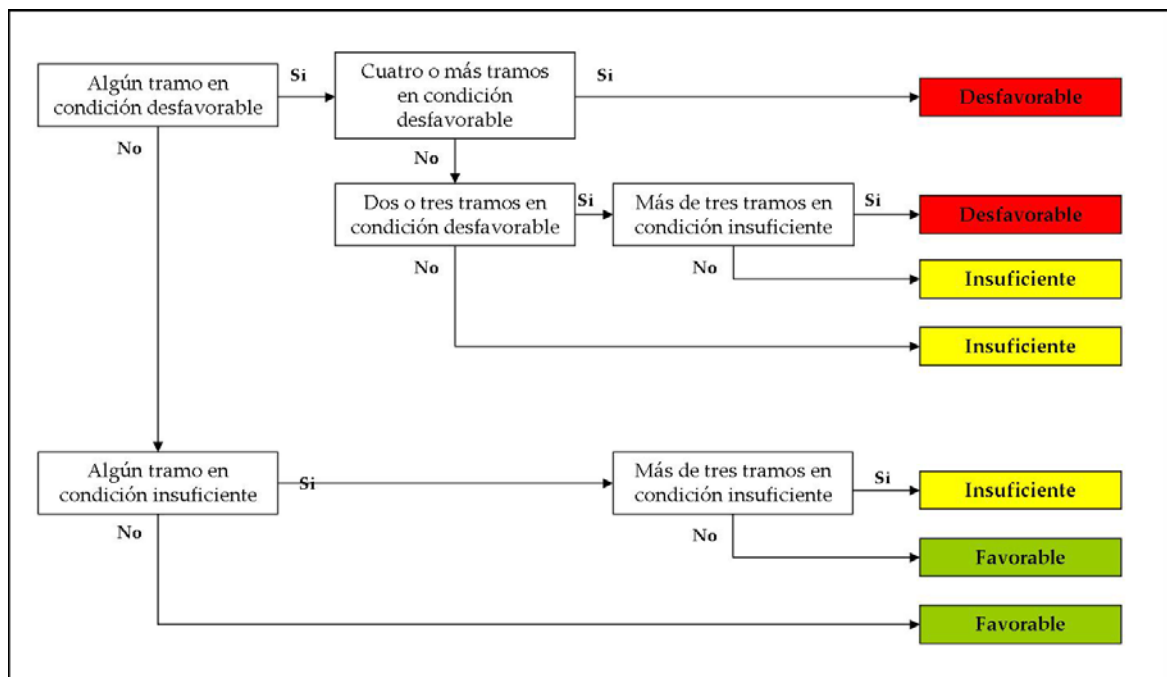 Algún tramo en
condición desfavorable
Si
Cuatro o más tramos
en condición
desfavorable
Si
Desfavorable
No
No
Dos o tres tramos en
condición desfavorable
Si
Más de tres tramos en
condición insuficiente
Si
Desfavorable
No
No
Insuficiente
Insuficiente
Algún tramo en
condición insuficiente
Si
Más de tres tramos en
condición insuficiente
Si
Insuficiente
No
No
Favorable
Favorable